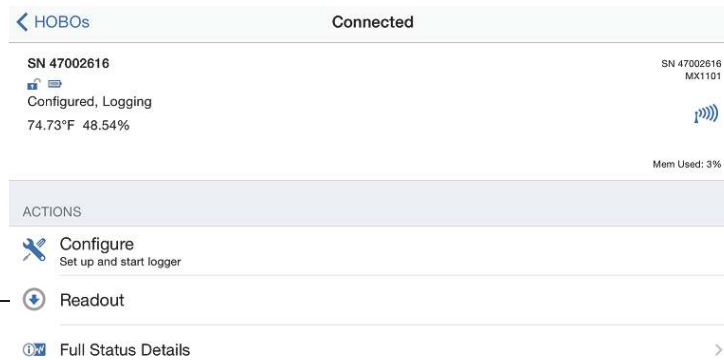 HOBOs
Connected
SN 47002616
SN 47002616
MX1101
Configured, Logging
74.73°F 48.54%
Mem Used: 3%
ACTIONS
Configure
Set up and start logger
Readout
Full Status Details